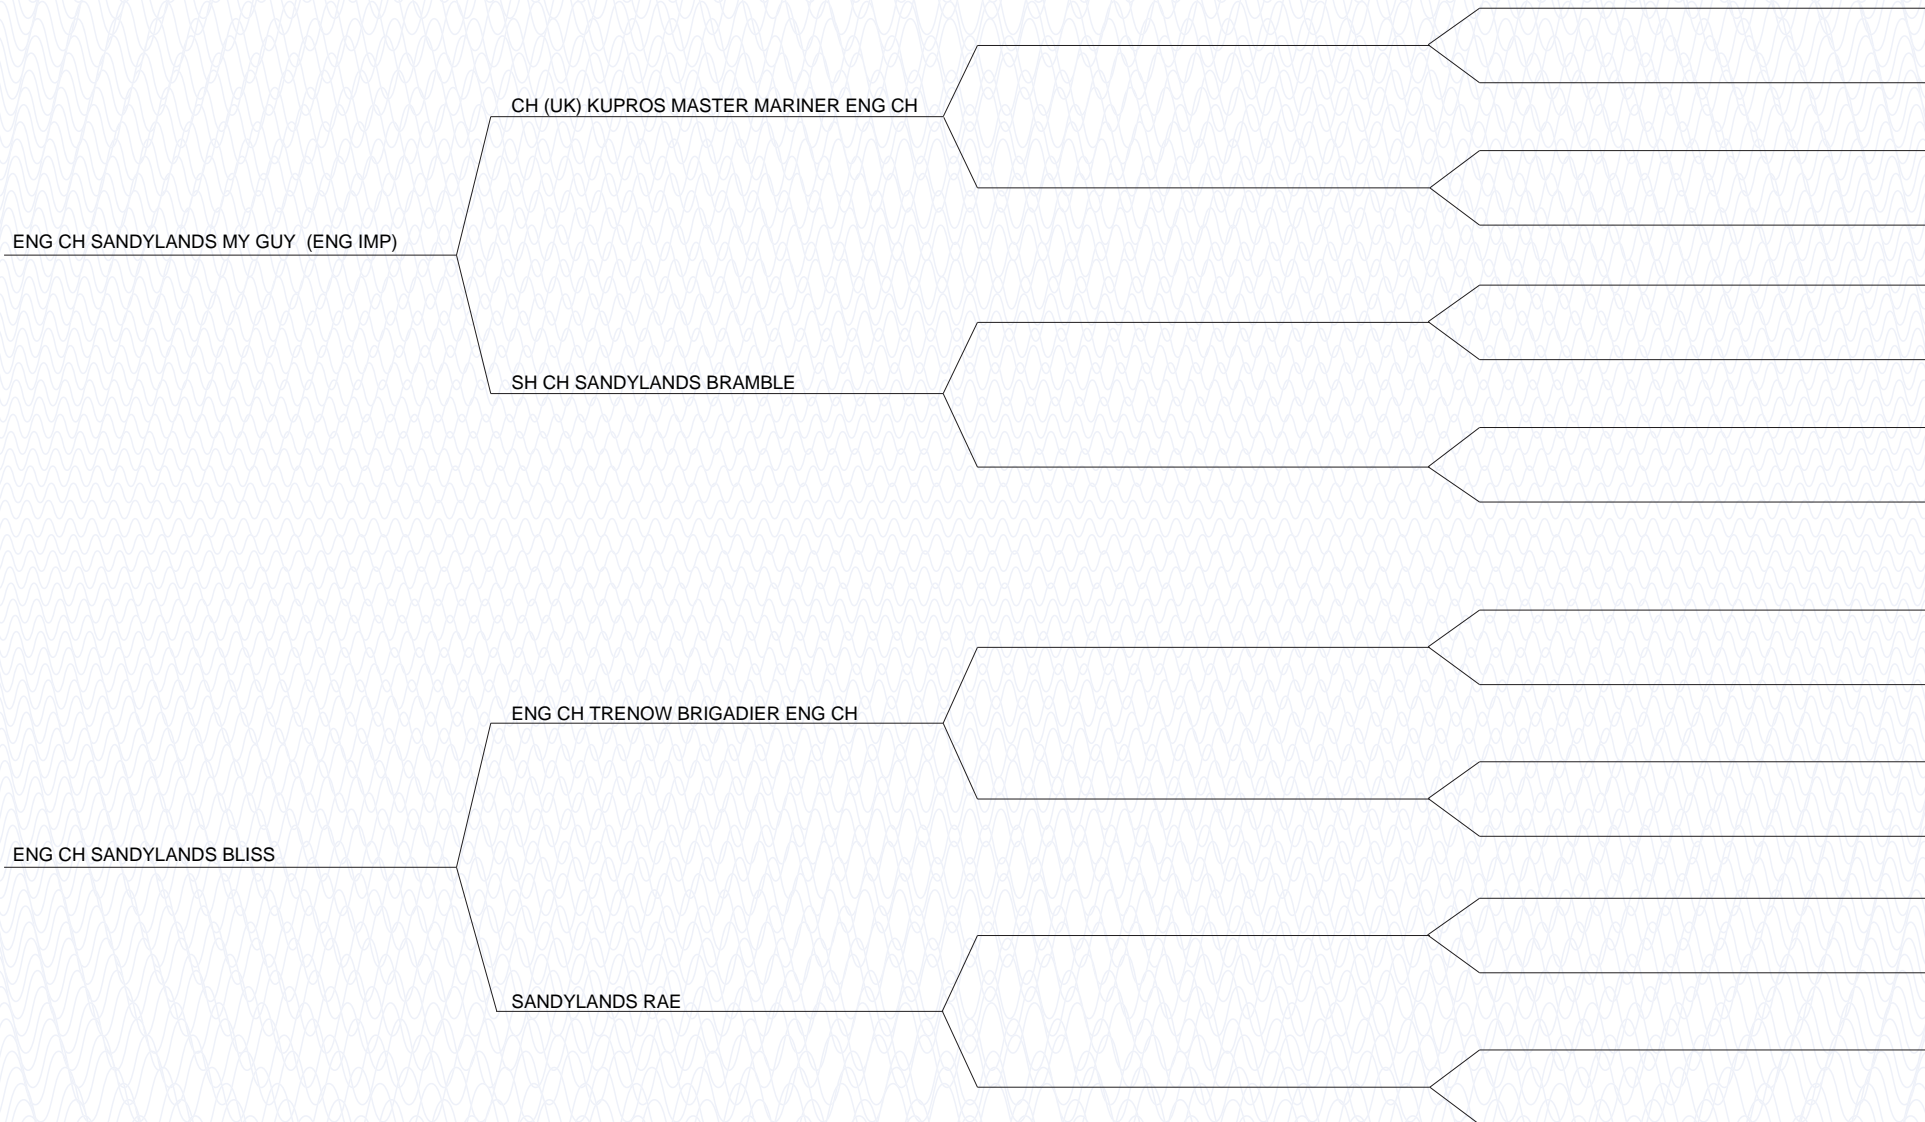 CH (UK) KUPROS MASTER MARINER ENG CH
ENG CH SANDYLANDS MY GUY  (ENG IMP)
SH CH SANDYLANDS BRAMBLE
ENG CH TRENOW BRIGADIER ENG CH
ENG CH SANDYLANDS BLISS
SANDYLANDS RAE